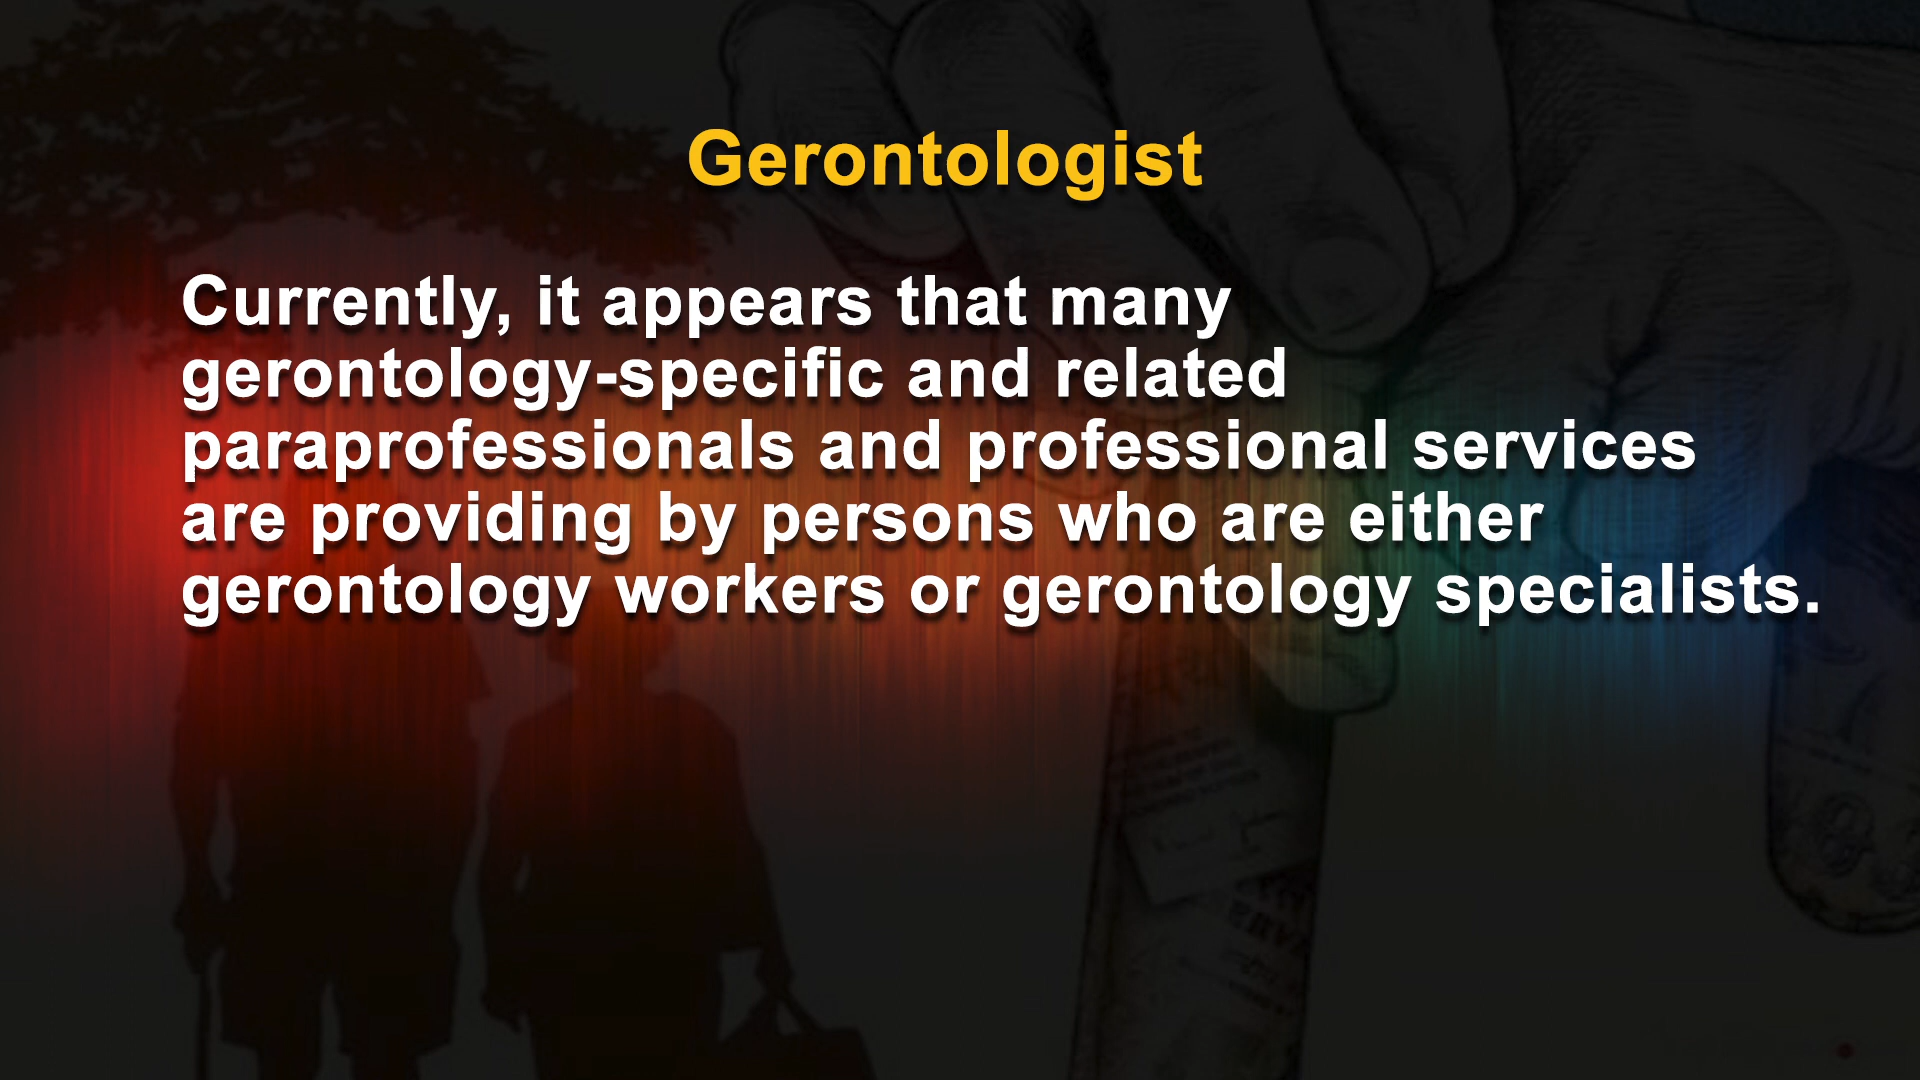 Gerontologist
Currently, it appears that many
gerontology-specific and related
paraprofessionals and professional services
are providing by persons who are either
gerontology workers or gerontology specialists.